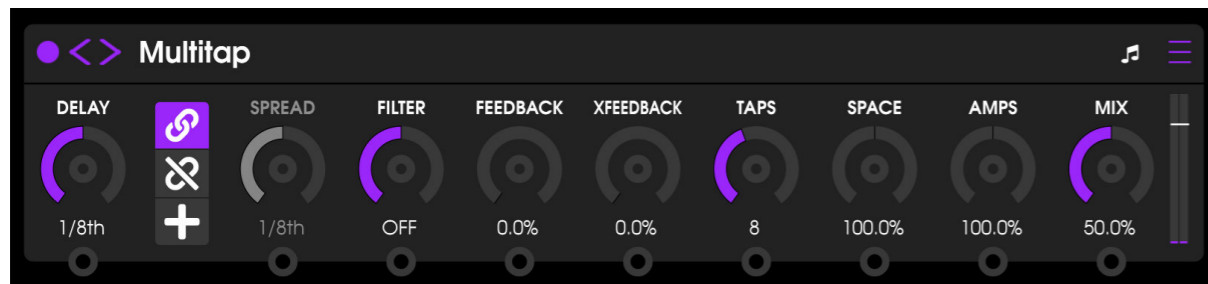 Multitap
DELAY SPREAD FILTER FEEDBACK XFEEDBACK TAPS SPACE AMPS MIX
1/8th 1/8th OFF 0.0% 0.0% 8 100.0% 100.0% 50.0%